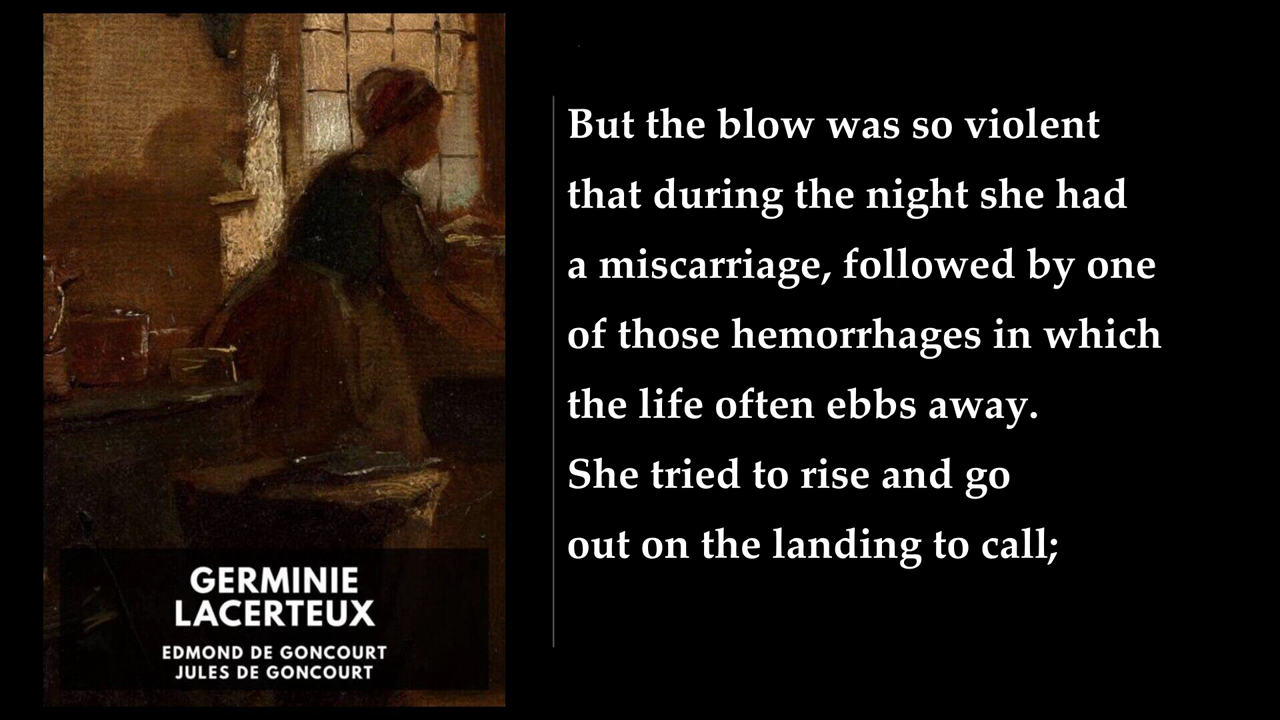 GERMINIE
LACERTEUX
EDMOND DE GONCOURT
JULES DE GONCOURT
But the blow was so violent
that during the night she had
a miscarriage, followed by one
of those hemorrhages in which
the life often ebbs away.
She tried to rise and go
out on the landing to call;